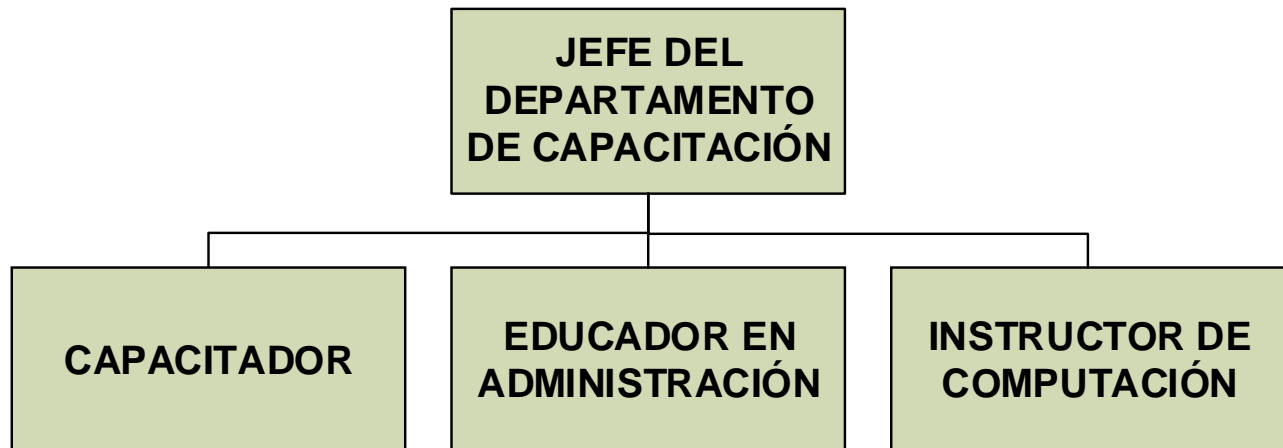 JEFE DEL
DEPARTAMENTO
DE CAPACITACIÓN
CAPACITADOR
EDUCADOR EN
ADMINISTRACIÓN
INSTRUCTOR DE
COMPUTACIÓN